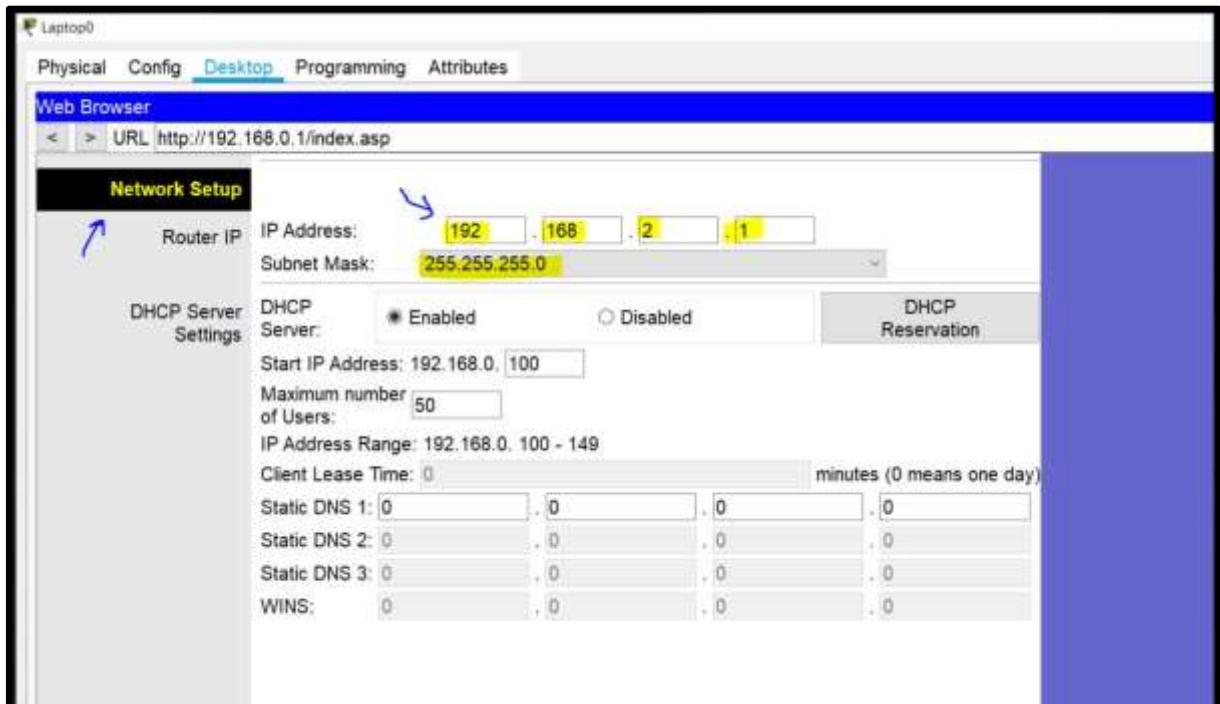 Laptop0
Physical Config Desktop Programming Attributes
Web Browser
< > URL http://192.168.0.1/index.asp
Network Setup
Router IP
IP Address: 192 . 168 . 2 . 1
Subnet Mask: 255.255.255.0
DHCP Server Settings
DHCP Server: Enabled Disabled
DHCP Reservation
Start IP Address: 192.168.0. 100
Maximum number of Users: 50
IP Address Range: 192.168.0. 100 - 149
Client Lease Time: 0 minutes (0 means one day)
Static DNS 1: 0 . 0 . 0 . 0
Static DNS 2: 0 . 0 . 0 . 0
Static DNS 3: 0 . 0 . 0 . 0
WINS: 0 . 0 . 0 . 0